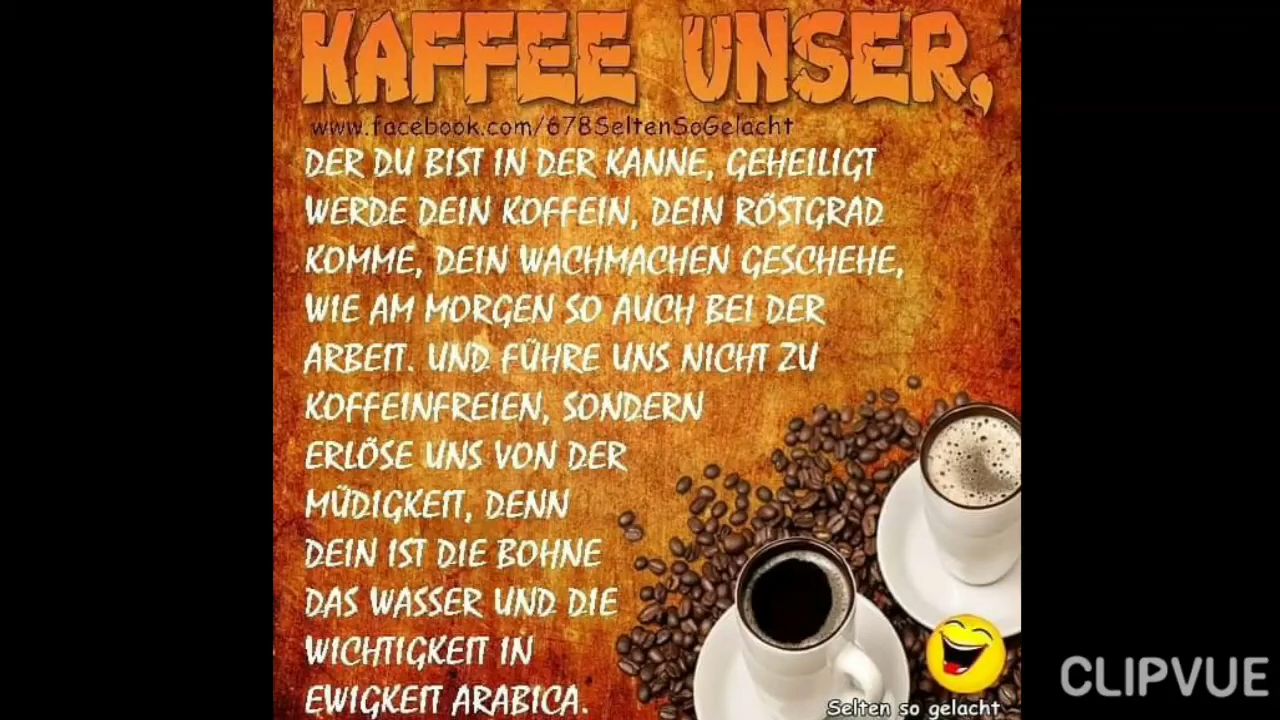 KAFFEE UNSER,
www.facebook.com/678SeltenSoGelacht
DER DU BIST IN DER KANNE, GEHEILIGT
WERDE DEIN KOFFEIN, DEIN RÖSTGRAD
KOMME, DEIN WACHMACHEN GESCHEHE,
WIE AM MORGEN SO AUCH BEI DER
ARBEIT. UND FÜHRE UNS NICHT ZU
KOFFEINFREIEN, SONDERN
ERLÖSE UNS VON DER
MÜDIGKEIT, DENN
DEIN IST DIE BOHNE
DAS WASSER UND DIE
WICHTIGKEIT IN
EWIGKEIT ARABICA.
Selten so gelacht
CLIPVUE